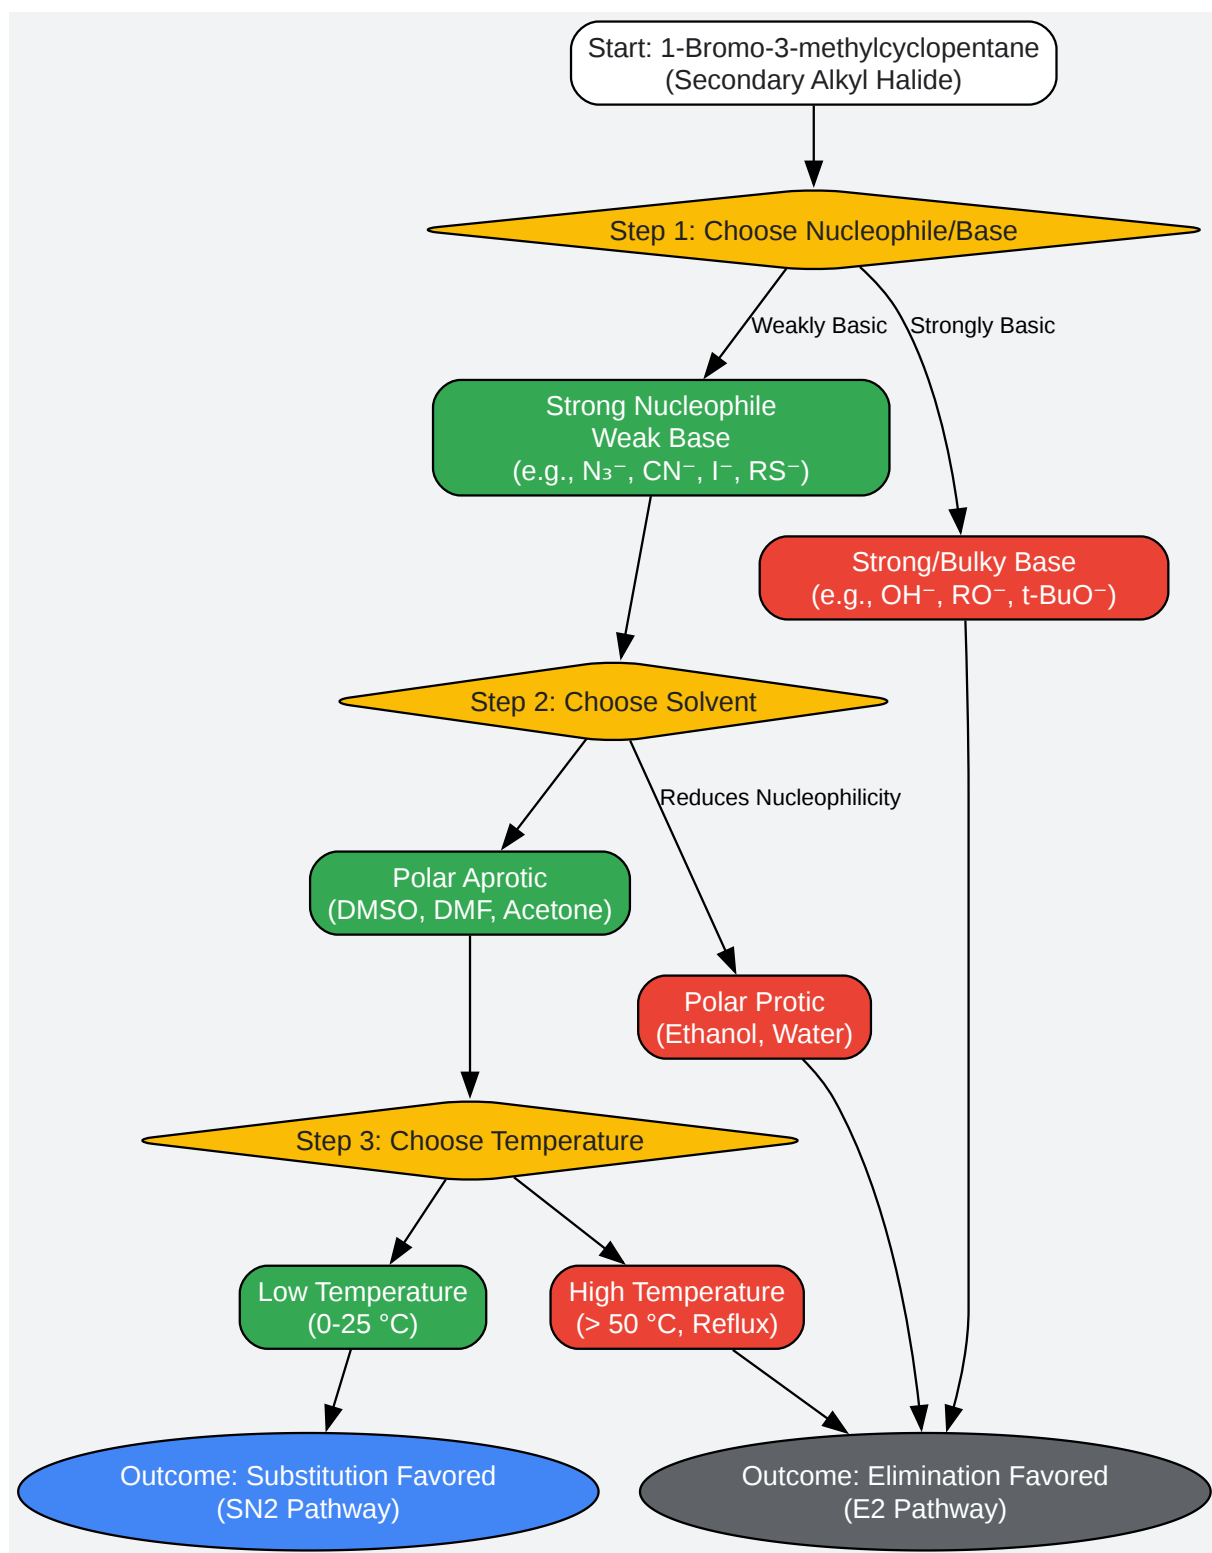 Start: 1-Bromo-3-methylcyclopentane
(Secondary Alkyl Halide)
Step 1: Choose Nucleophile/Base
Weakly Basic
Strongly Basic
Strong Nucleophile
Weak Base
(e.g., N₃⁻, CN⁻, I⁻, RS⁻)
Strong/Bulky Base
(e.g., OH⁻, RO⁻, t-BuO⁻)
Step 2: Choose Solvent
Reduces Nucleophilicity
Polar Aprotic
(DMSO, DMF, Acetone)
Polar Protic
(Ethanol, Water)
Step 3: Choose Temperature
Low Temperature
(0-25 °C)
High Temperature
(> 50 °C, Reflux)
Outcome: Substitution Favored
(SN2 Pathway)
Outcome: Elimination Favored
(E2 Pathway)